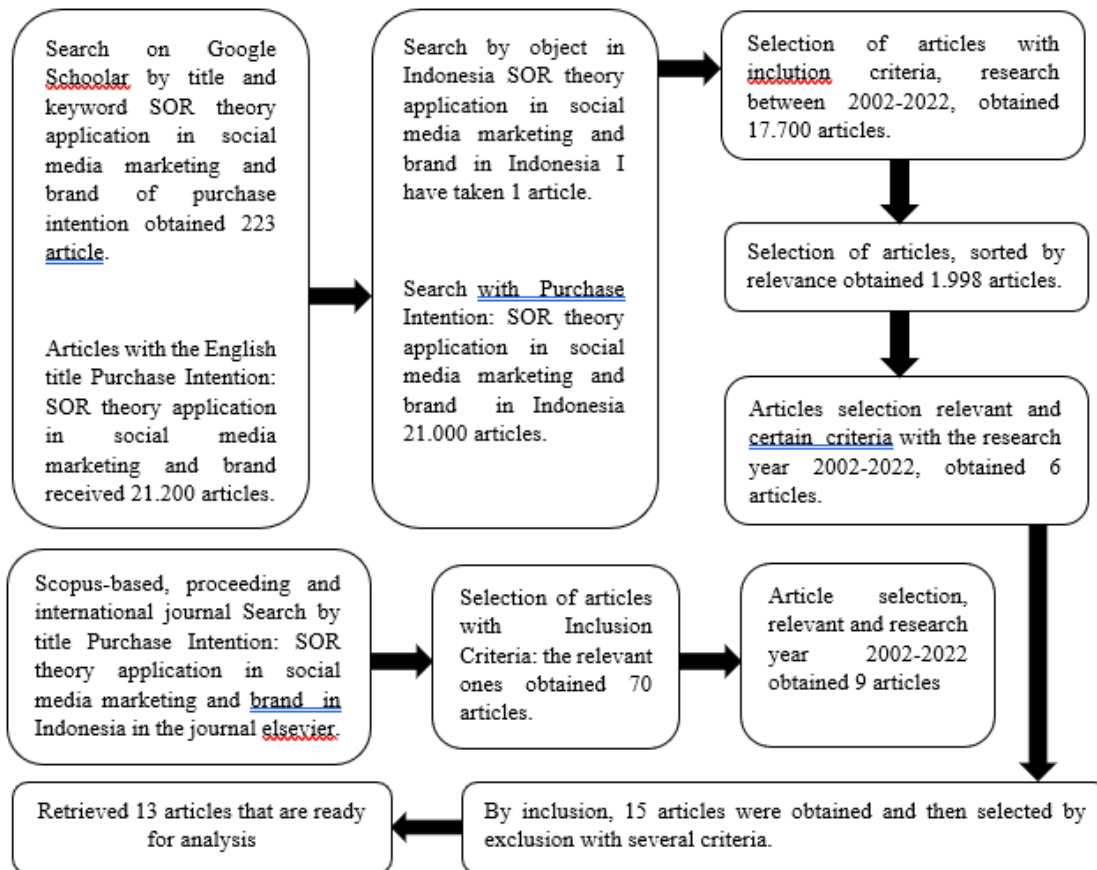 Search on Google
Schoolar by title and
keyword SOR theory
application in social
media marketing and
brand of purchase
intention obtained 223
article.
Articles with the English
title Purchase Intention:
SOR theory application
in social media
marketing and brand
received 21.200 articles.
Search by object in
Indonesia SOR theory
application in social
media marketing and
brand in Indonesia I
have taken 1 article.
Search with Purchase
Intention: SOR theory
application in social
media marketing and
brand in Indonesia
21.000 articles.
Selection of articles with
inclution criteria, research
between 2002-2022, obtained
17.700 articles.
Selection of articles, sorted by
relevance obtained 1.998 articles.
Articles selection relevant and
certain criteria with the research
year 2002-2022, obtained 6
articles.
Scopus-based, proceeding and
international journal Search by
title Purchase Intention: SOR
theory application in social
media marketing and brand in
Indonesia in the journal elsevier.
Selection of articles
with Inclusion
Criteria: the relevant
ones obtained 70
articles.
Article selection,
relevant and research
year 2002-2022
obtained 9 articles
By inclusion, 15 articles were obtained and then selected by
exclusion with several criteria.
Retrieved 13 articles that are ready
for analysis